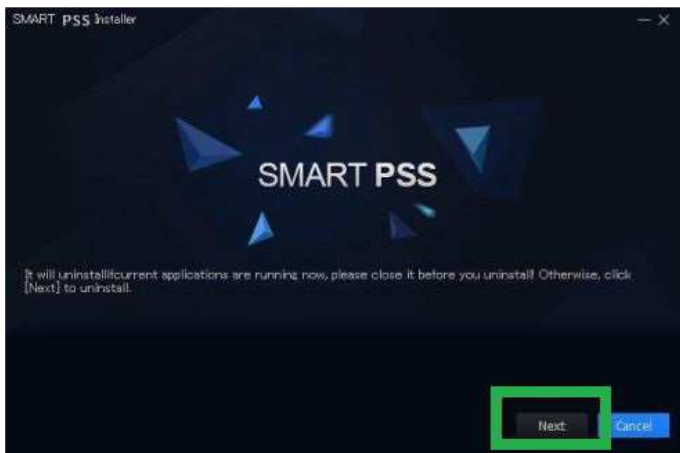 SMART PSS Installer
SMART PSS
It will uninstallifcurrent applications are running now, please close it before you uninstall! Otherwise, click
[Next] to uninstall.
Next
Cancel